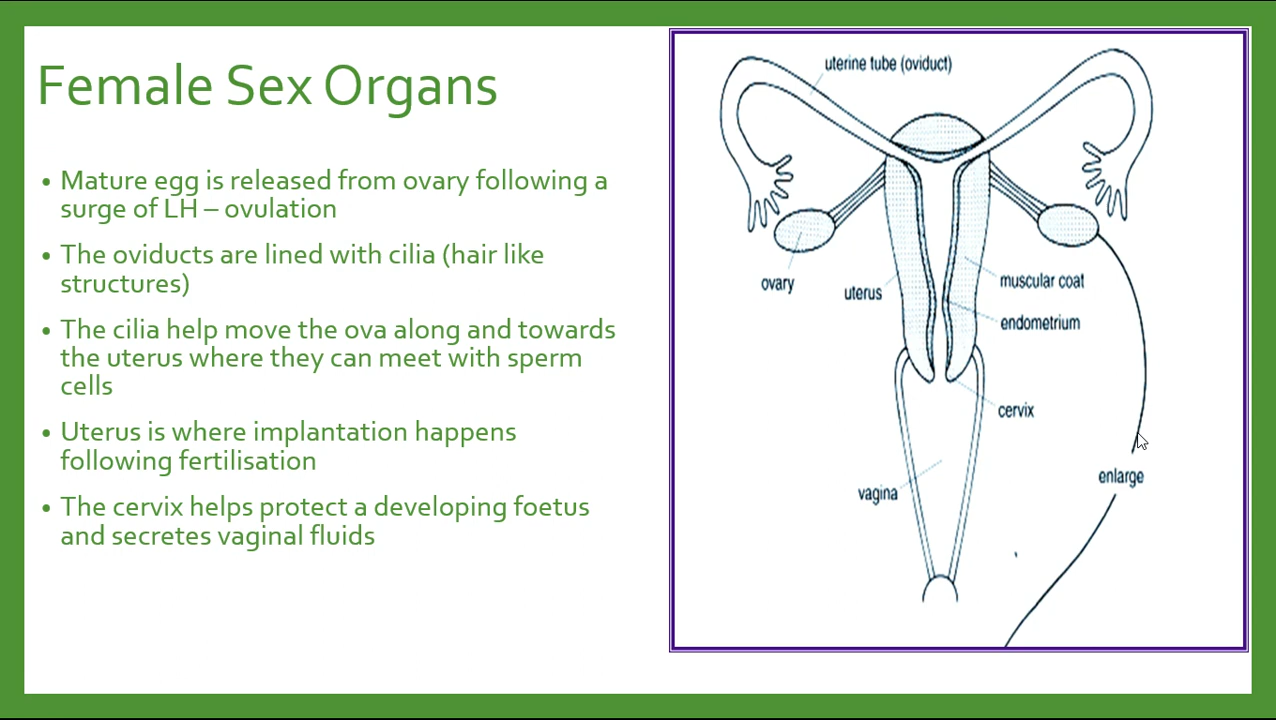 Female Sex Organs
• Mature egg is released from ovary following a
surge of LH – ovulation
• The oviducts are lined with cilia (hair like
structures)
• The cilia help move the ova along and towards
the uterus where they can meet with sperm
cells
• Uterus is where implantation happens
following fertilisation
• The cervix helps protect a developing foetus
and secretes vaginal fluids
uterine tube (oviduct)
ovary
uterus
muscular coat
endometrium
cervix
vagina
enlarge